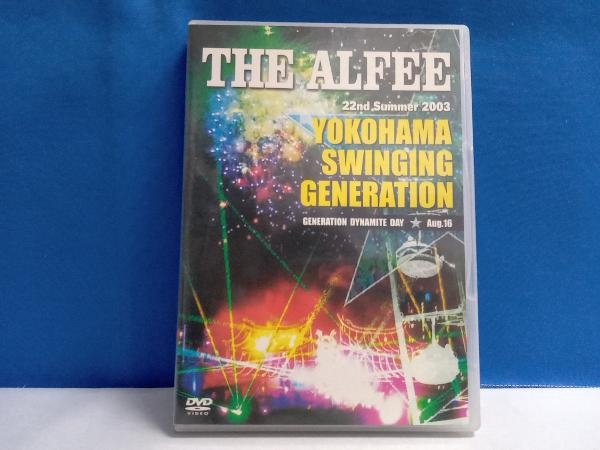 THE ALFEE
22nd Summer 2003
YOKOHAMA
SWINGING
GENERATION
GENERATION DYNAMITE DAY ★ Aug.16
DVD
VIDEO